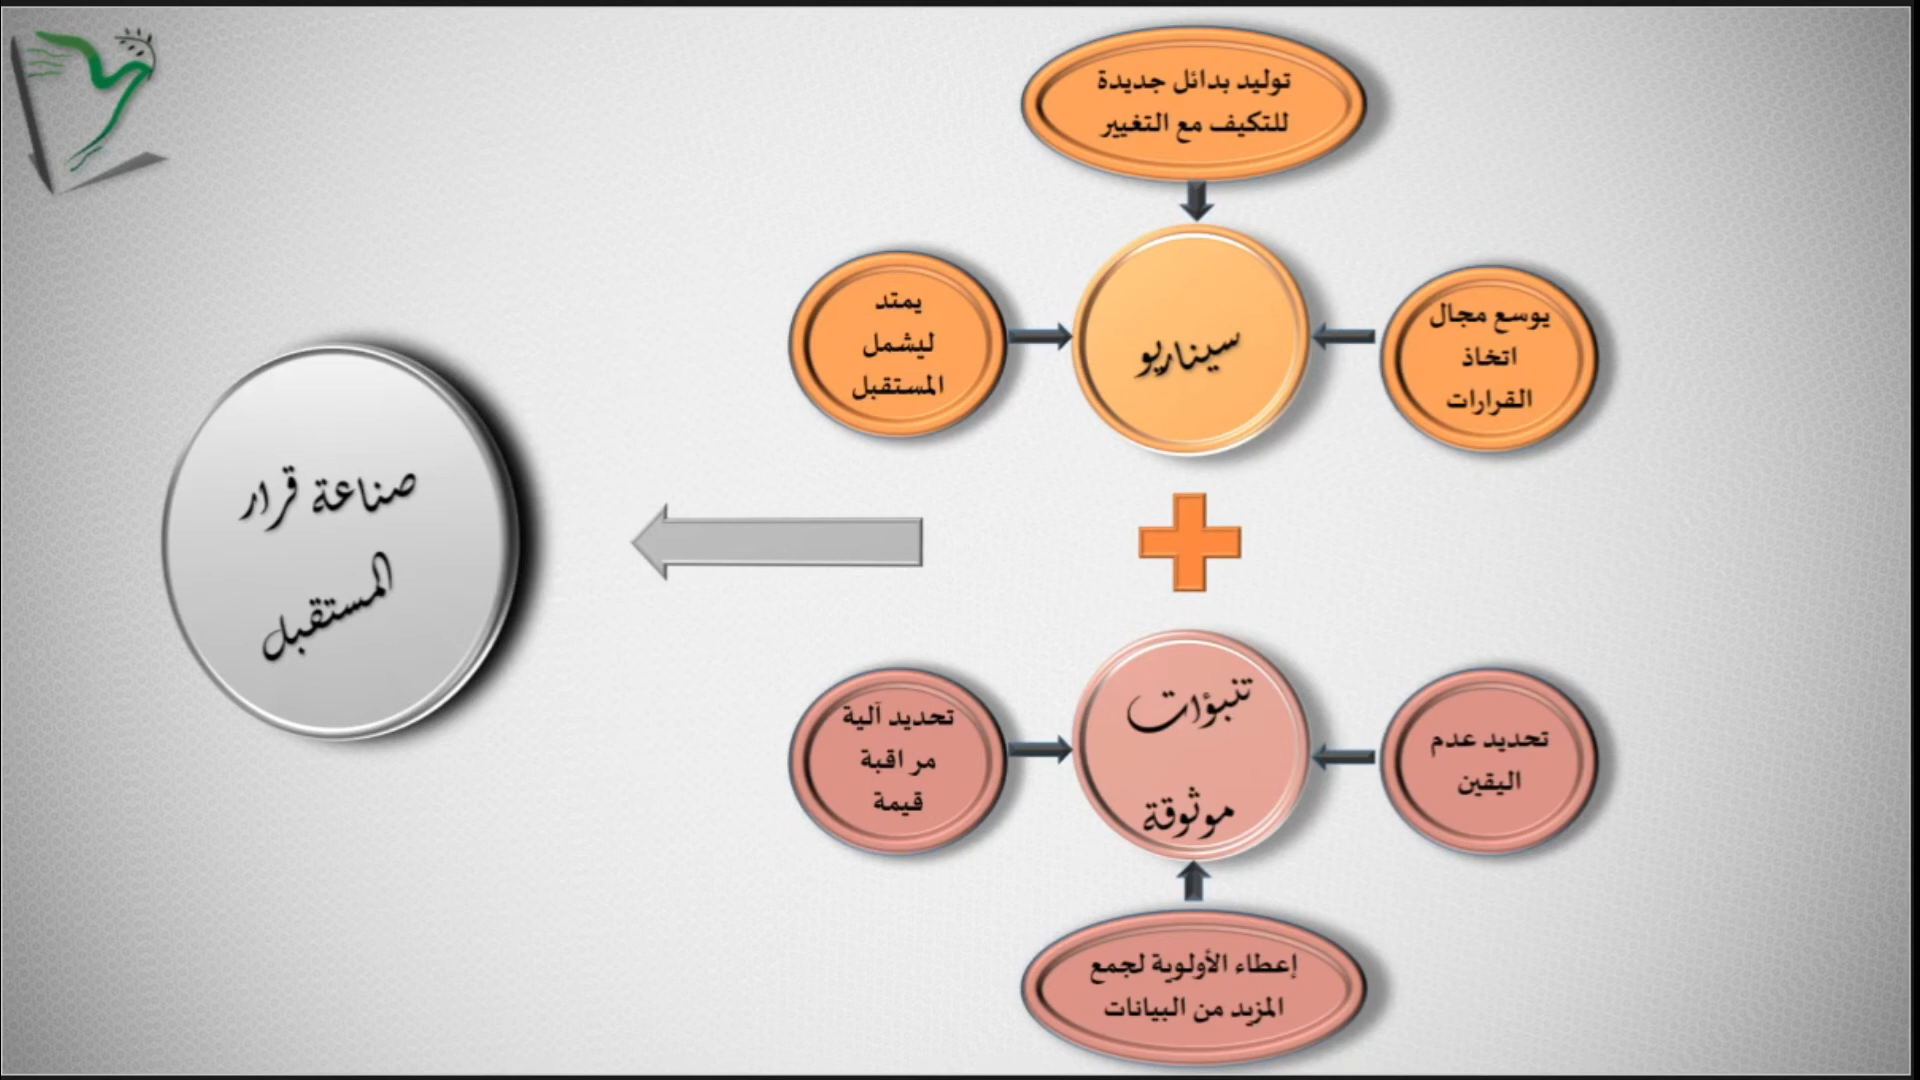 توليد بدائل جديدة
للتكيف مع التغيير
يوسع مجال
اتخاذ
القرارات
سيناريو
يمتد
ليشمل
المستقبل
صناعة قرار
المستقبل
تحديد عدم
اليقين
تنبؤات
موثوقة
تحديد آلية
مراقبة
قيمة
إعطاء الأولوية لجمع
المزيد من البيانات